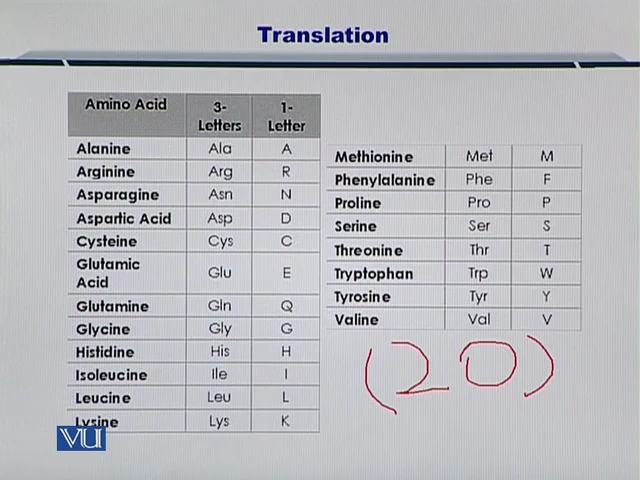 Translation
Amino Acid 3-Letters 1-Letter
Alanine Ala A
Arginine Arg R
Asparagine Asn N
Aspartic Acid Asp D
Cysteine Cys C
Glutamic Acid Glu E
Glutamine Gln Q
Glycine Gly G
Histidine His H
Isoleucine Ile I
Leucine Leu L
Lysine Lys K
Methionine Met M
Phenylalanine Phe F
Proline Pro P
Serine Ser S
Threonine Thr T
Tryptophan Trp W
Tyrosine Tyr Y
Valine Val V
(20)
VU